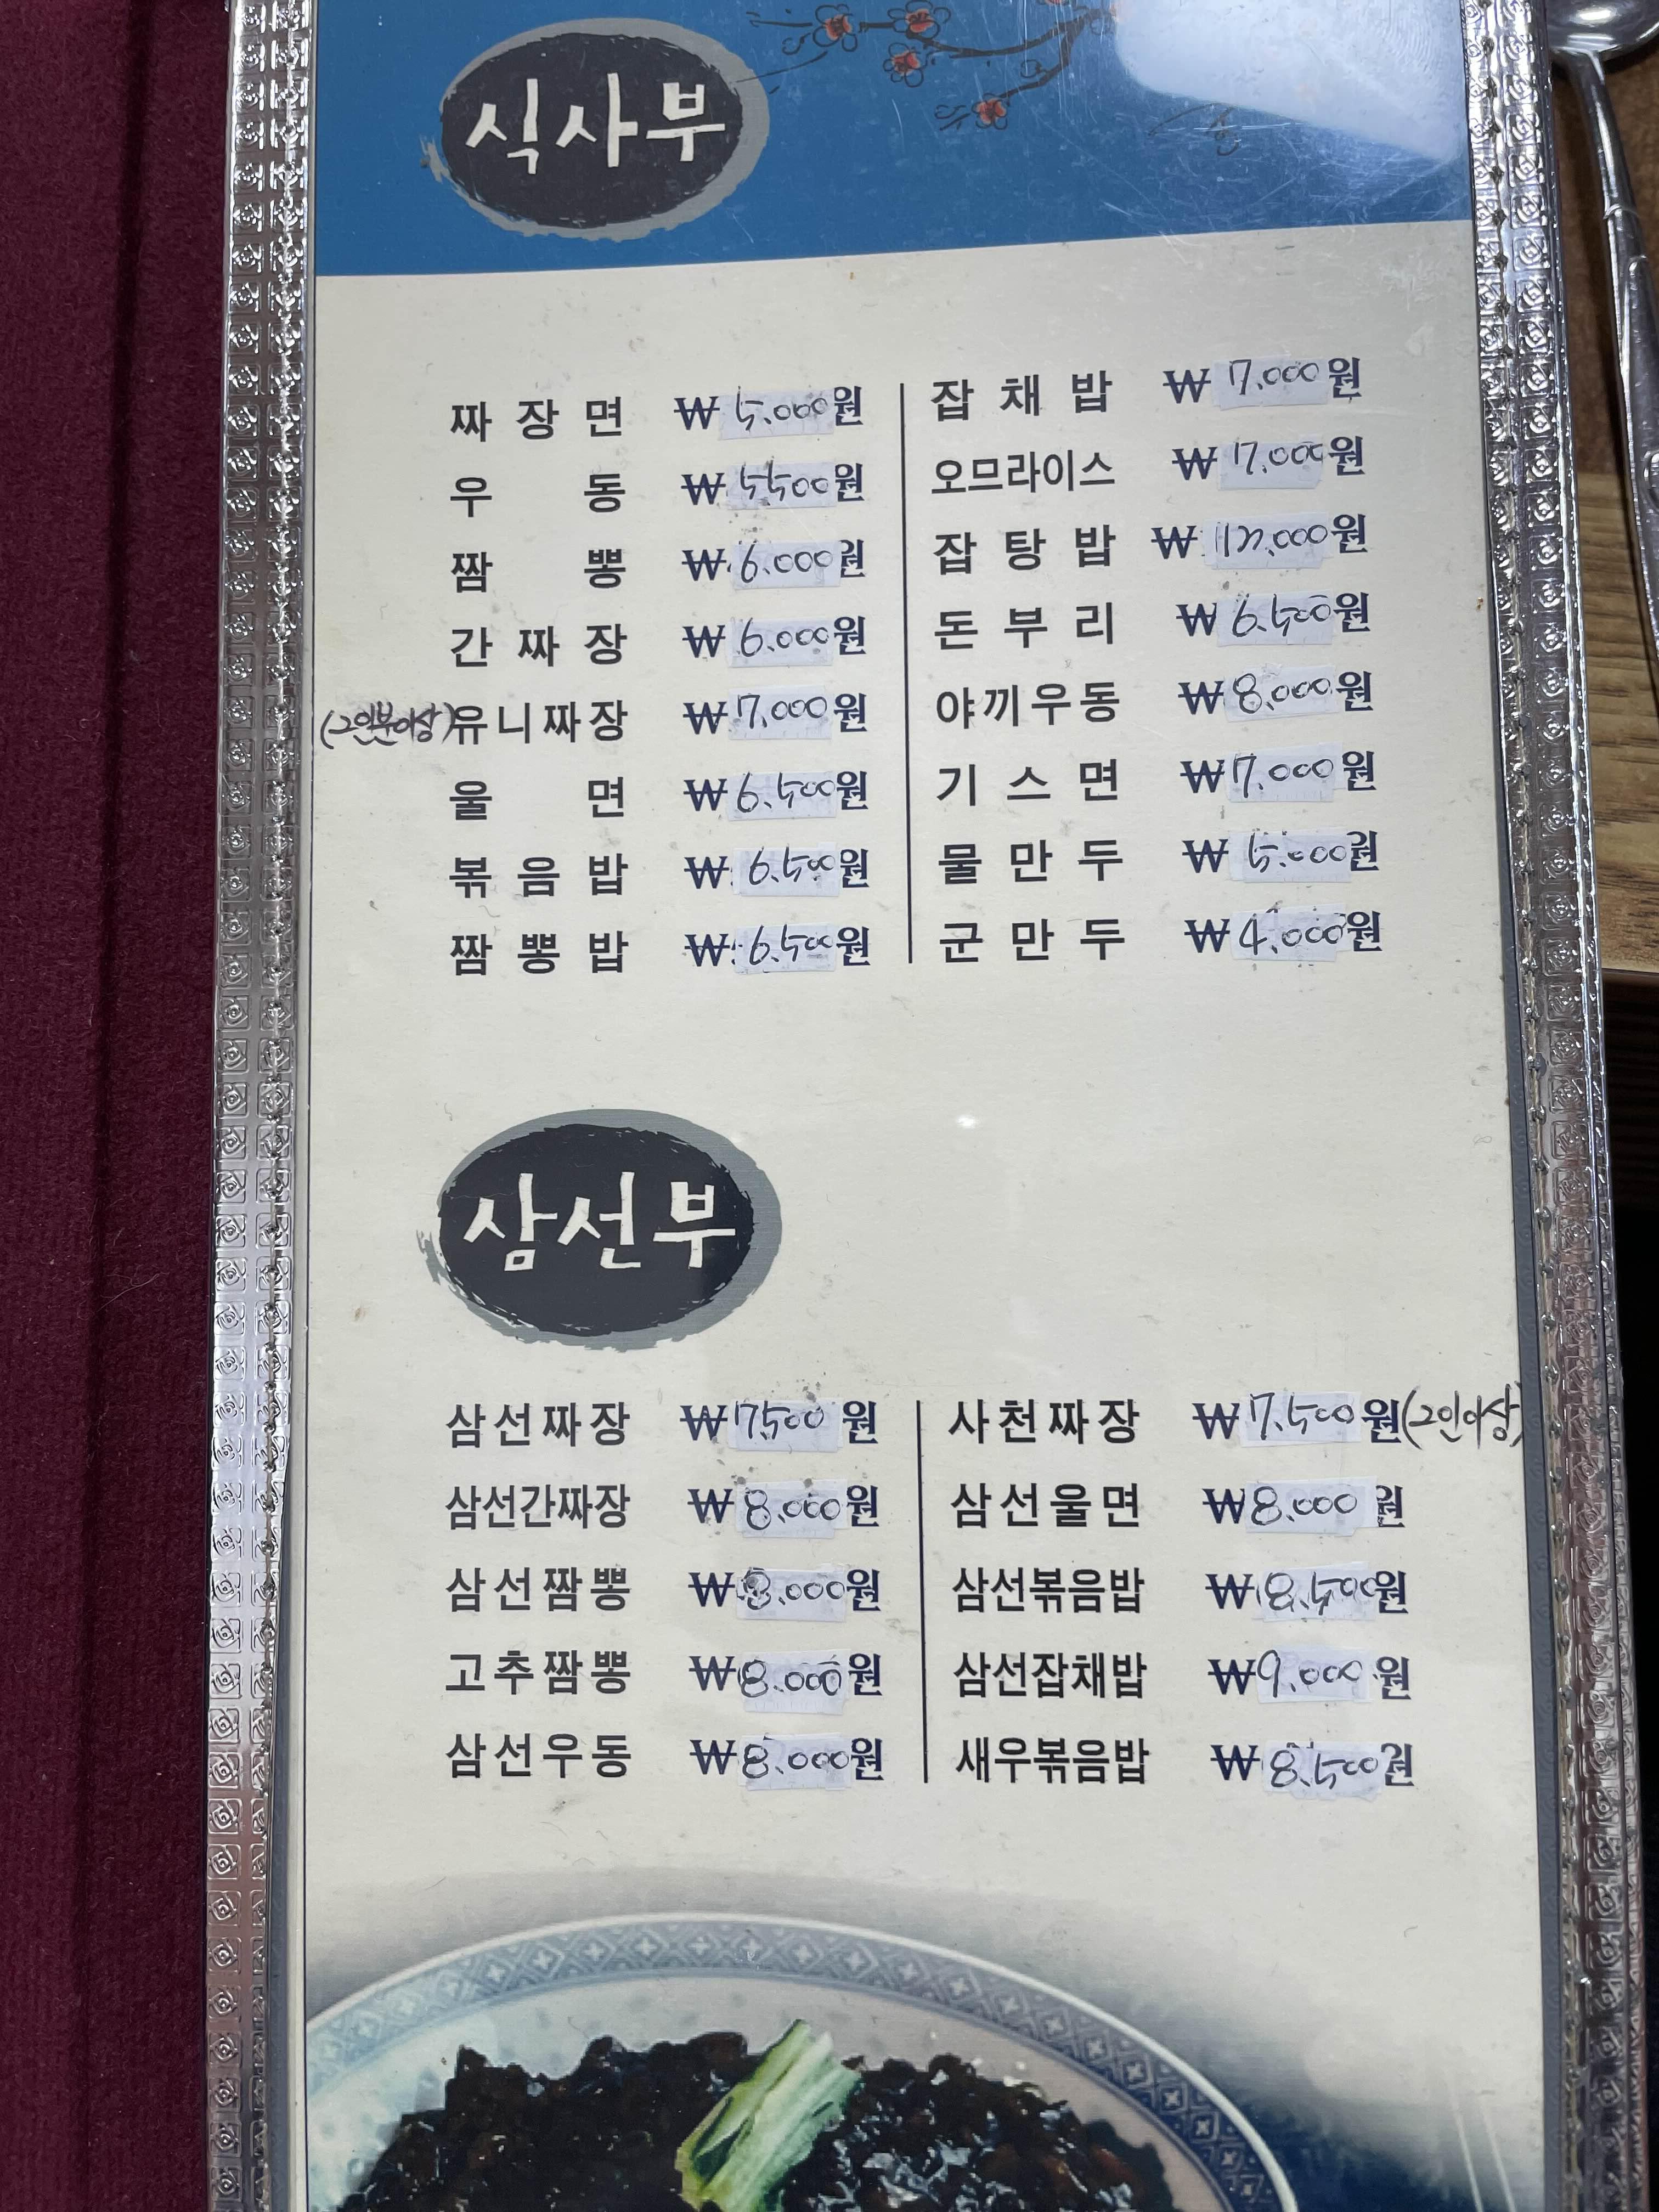 식사부
짜장면 ₩5,000원
우동 ₩5,500원
짬뽕 ₩6,000원
간짜장 ₩6,000원
(2인분이상)유니짜장 ₩7,000원
울면 ₩6,500원
볶음밥 ₩6,500원
짬뽕밥 ₩6,500원
잡채밥 ₩7,000원
오므라이스 ₩7,000원
잡탕밥 ₩12,000원
돈부리 ₩6,500원
야끼우동 ₩8,000원
기스면 ₩7,000원
물만두 ₩5,000원
군만두 ₩4,000원
삼선부
삼선짜장 ₩7,500원
삼선간짜장 ₩8,000원
삼선짬뽕 ₩8,000원
고추짬뽕 ₩8,000원
삼선우동 ₩8,000원
사천짜장 ₩7,500원(2인이상)
삼선울면 ₩8,000원
삼선볶음밥 ₩8,500원
삼선잡채밥 ₩9,000원
새우볶음밥 ₩8,500원